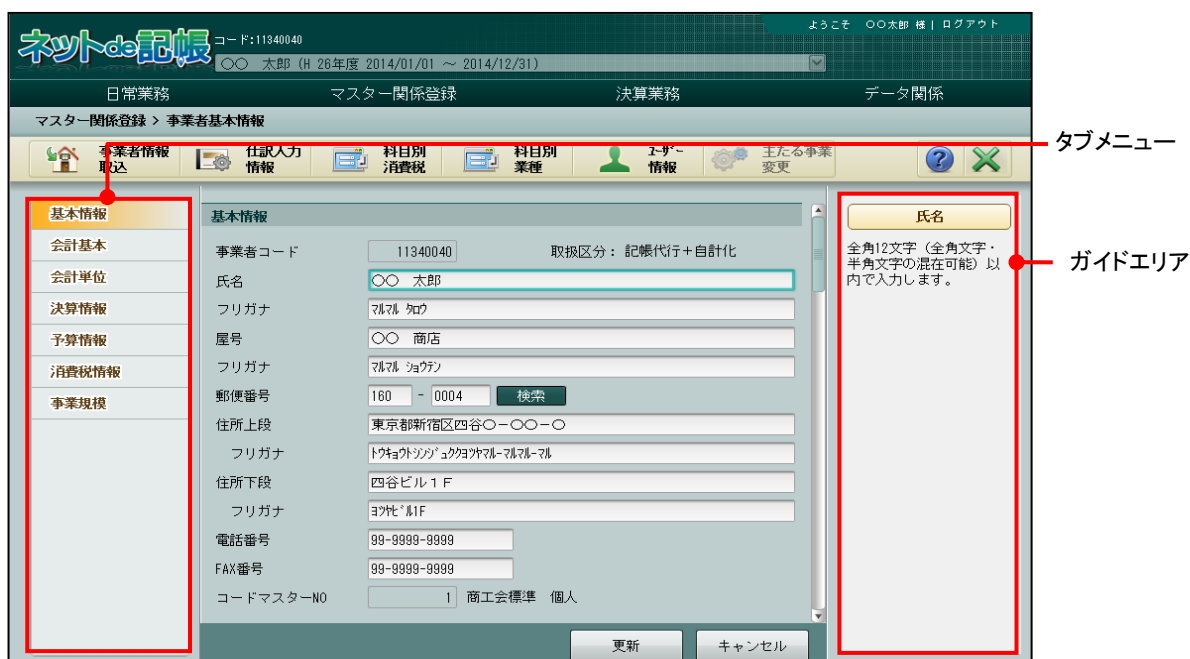 ようこそ 〇〇太郎 様 | ログアウト
ネットde記帳
コード:11340040
〇〇 太郎 (H 26年度 2014/01/01 ～ 2014/12/31)
日常業務 マスター関係登録 決算業務 データ関係
マスター関係登録 > 事業者基本情報
事業者情報
取込
仕訳入力
情報
科目別
消費税
科目別
業種
ユーザー
情報
主たる事業
変更
タブメニュー
基本情報
会計基本
会計単位
決算情報
予算情報
消費税情報
事業規模
基本情報
事業者コード 11340040 取扱区分： 記帳代行＋自計化
氏名 〇〇 太郎
フリガナ ﾏﾙﾏﾙ ﾀﾛｳ
屋号 〇〇 商店
フリガナ ﾏﾙﾏﾙ ｼｮｳﾃﾝ
郵便番号 160 - 0004 検索
住所上段 東京都新宿区四谷〇－〇〇－〇
フリガナ ﾄｳｷｮｳﾄｼﾝｼﾞｭｸｸﾖﾂﾔﾏﾙ-ﾏﾙﾏﾙ-ﾏﾙ
住所下段 四谷ビル１Ｆ
フリガナ ﾖﾂﾔﾋﾞﾙ1F
電話番号 99-9999-9999
FAX番号 99-9999-9999
コードマスターNO 1 商工会標準 個人
更新 キャンセル
氏名
全角12文字（全角文字・
半角文字の混在可能）以
内で入力します。
ガイドエリア